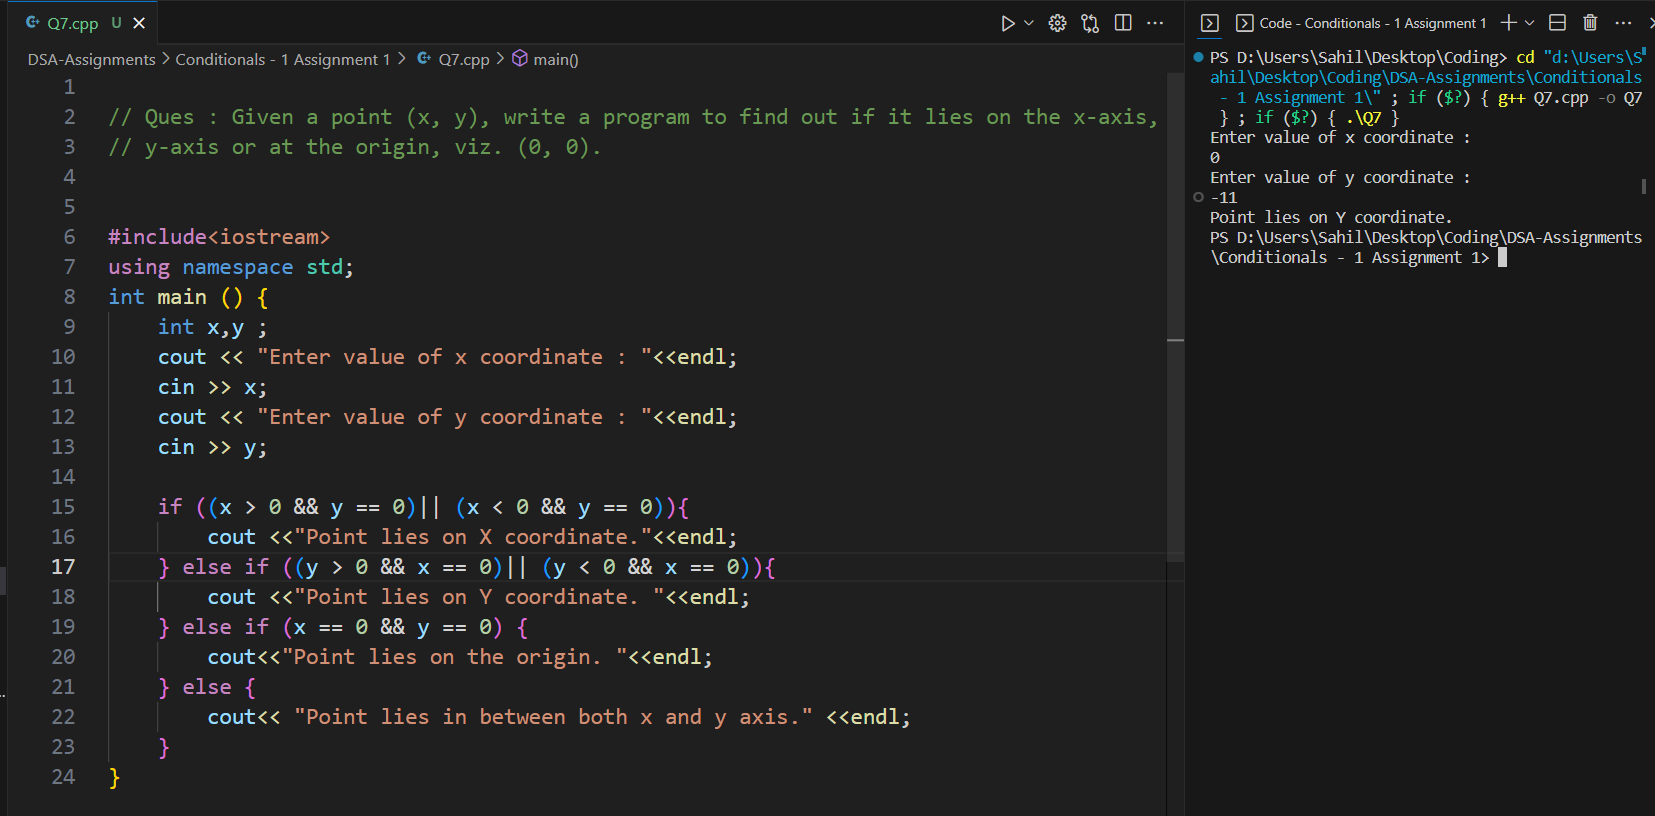 Q7.cpp U
DSA-Assignments > Conditionals - 1 Assignment 1 > Q7.cpp > main()
1
2 // Ques : Given a point (x, y), write a program to find out if it lies on the x-axis,
3 // y-axis or at the origin, viz. (0, 0).
4
5
6 #include<iostream>
7 using namespace std;
8 int main () {
9 int x,y ;
10 cout << "Enter value of x coordinate : "<<endl;
11 cin >> x;
12 cout << "Enter value of y coordinate : "<<endl;
13 cin >> y;
14
15 if ((x > 0 && y == 0)|| (x < 0 && y == 0)){
16 cout <<"Point lies on X coordinate."<<endl;
17 } else if ((y > 0 && x == 0)|| (y < 0 && x == 0)){
18 cout <<"Point lies on Y coordinate. "<<endl;
19 } else if (x == 0 && y == 0) {
20 cout<<"Point lies on the origin. "<<endl;
21 } else {
22 cout<< "Point lies in between both x and y axis." <<endl;
23 }
24 }
Code - Conditionals - 1 Assignment 1
PS D:\Users\Sahil\Desktop\Coding> cd "d:\Users\S
ahil\Desktop\Coding\DSA-Assignments\Conditionals
- 1 Assignment 1\" ; if ($?) { g++ Q7.cpp -o Q7
} ; if ($?) { .\Q7 }
Enter value of x coordinate :
0
Enter value of y coordinate :
-11
Point lies on Y coordinate.
PS D:\Users\Sahil\Desktop\Coding\DSA-Assignments
\Conditionals - 1 Assignment 1>